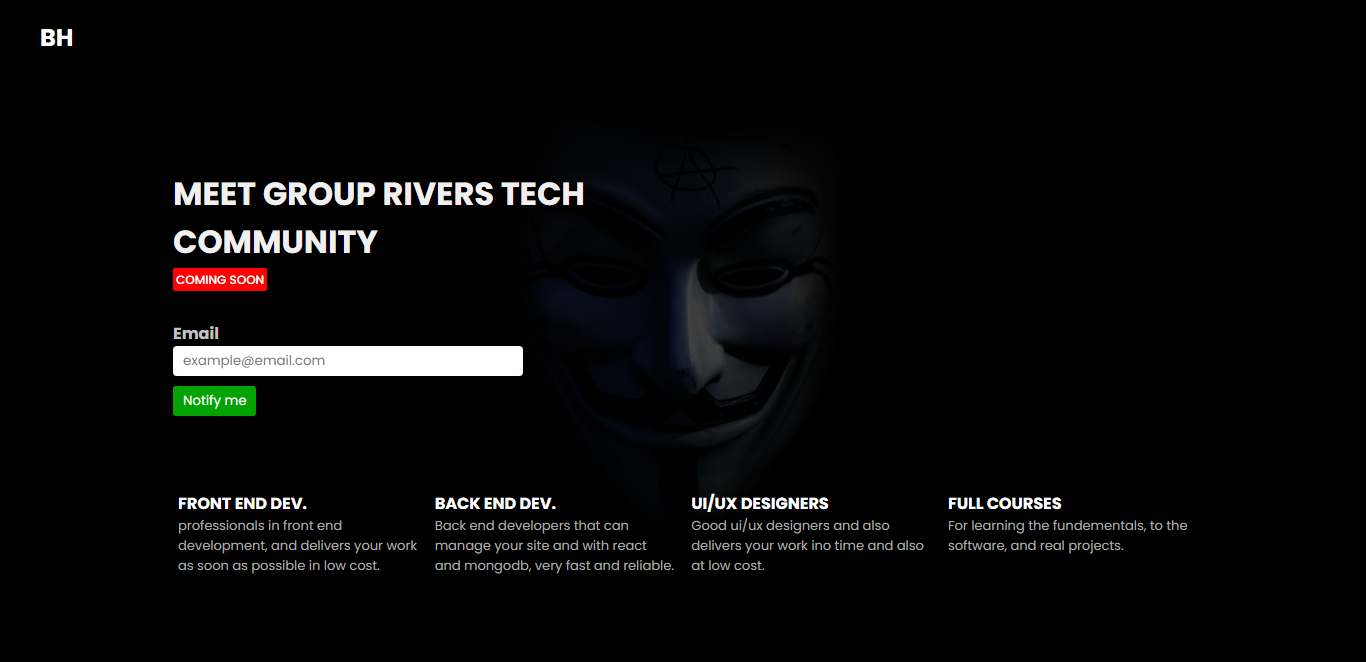 BH
MEET GROUP RIVERS TECH
COMMUNITY
COMING SOON
Email
example@email.com
Notify me
FRONT END DEV.
professionals in front end
development, and delivers your work
as soon as possible in low cost.
BACK END DEV.
Back end developers that can
manage your site and with react
and mongodb, very fast and reliable.
UI/UX DESIGNERS
Good ui/ux designers and also
delivers your work ino time and also
at low cost.
FULL COURSES
For learning the fundementals, to the
software, and real projects.